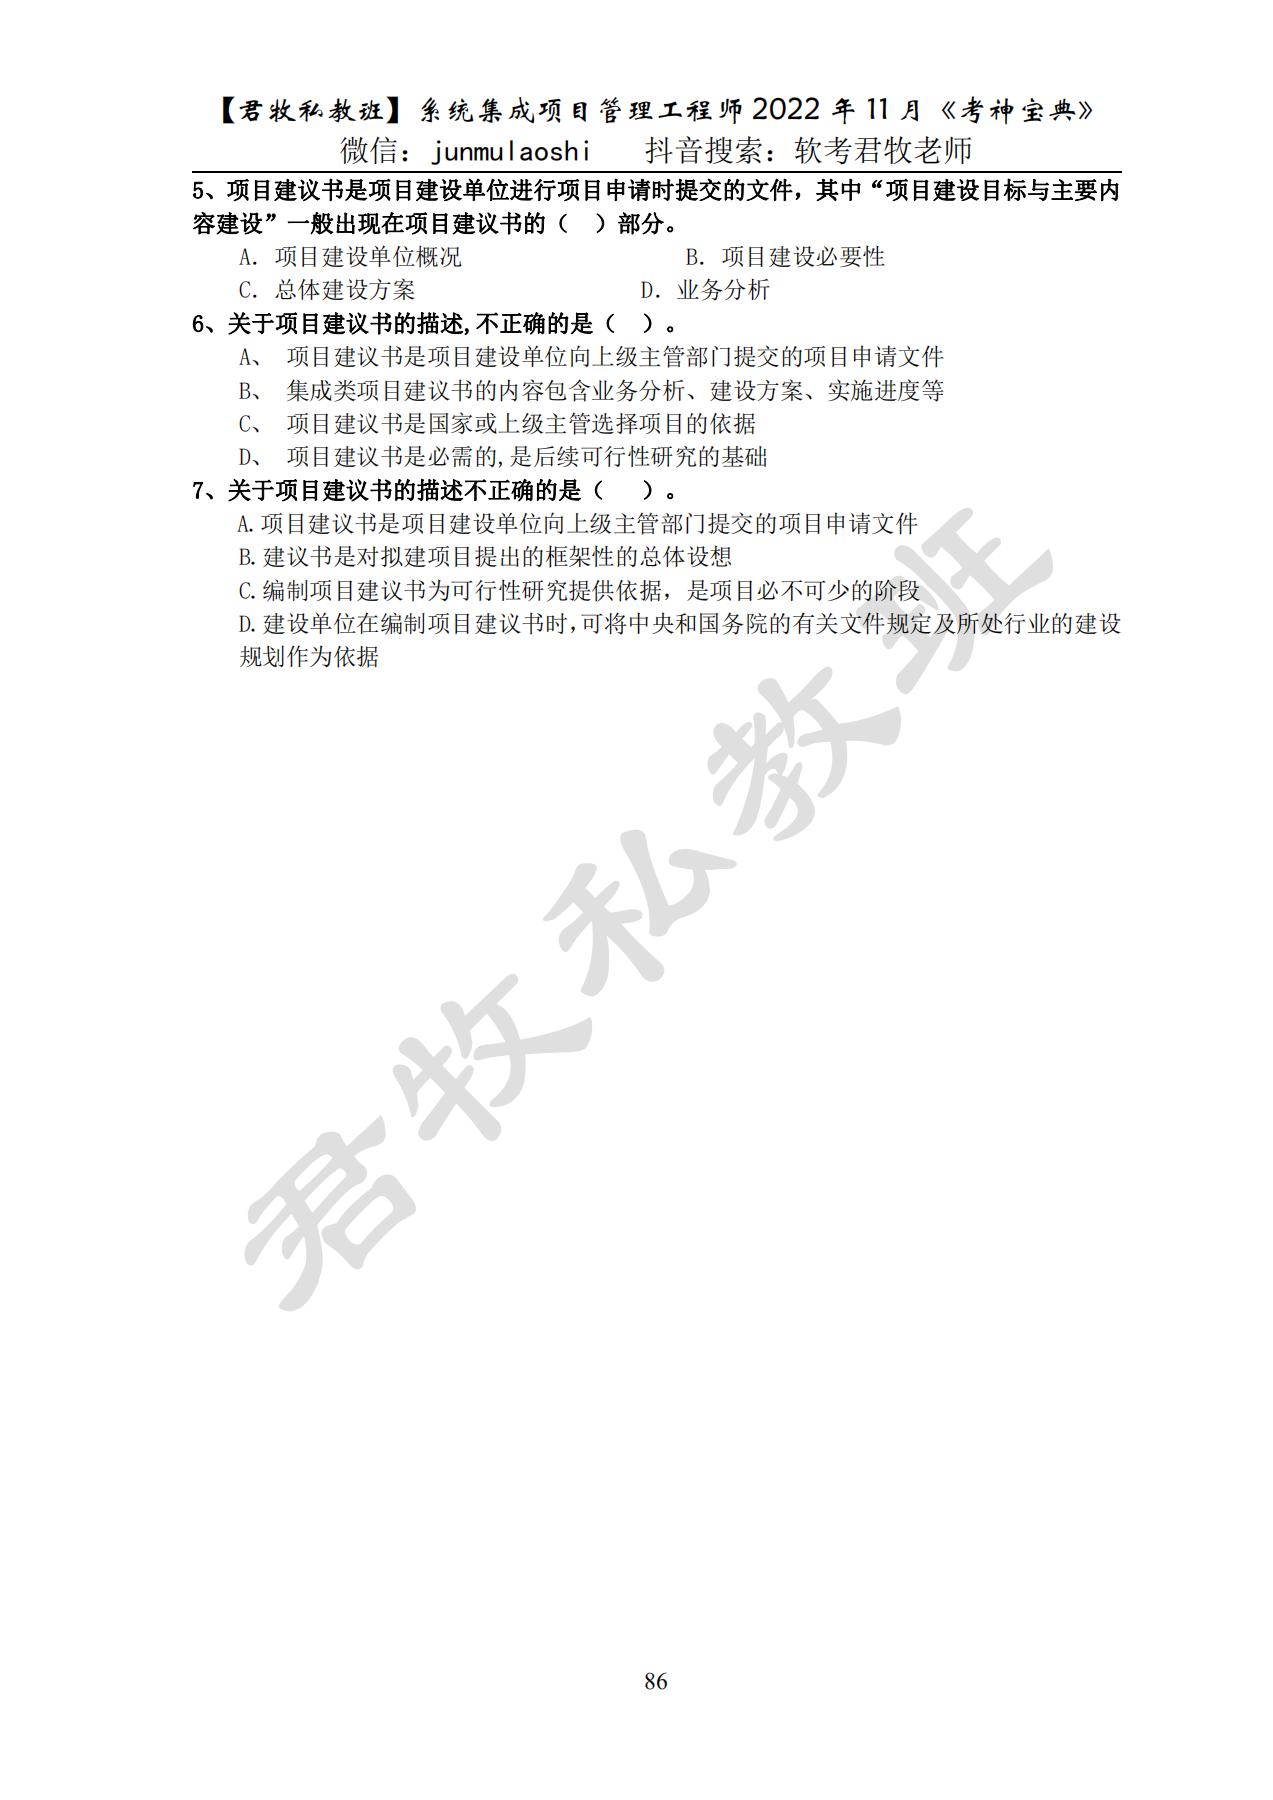 【君牧私教班】系统集成项目管理工程师 2022 年 11 月《考神宝典》
微信：junmulaoshi 抖音搜索：软考君牧老师
5、项目建议书是项目建设单位进行项目申请时提交的文件，其中“项目建设目标与主要内
容建设”一般出现在项目建议书的（ ）部分。
A. 项目建设单位概况 B. 项目建设必要性
C. 总体建设方案 D. 业务分析
6、关于项目建议书的描述,不正确的是（ ）。
A、 项目建议书是项目建设单位向上级主管部门提交的项目申请文件
B、 集成类项目建议书的内容包含业务分析、建设方案、实施进度等
C、 项目建议书是国家或上级主管选择项目的依据
D、 项目建议书是必需的,是后续可行性研究的基础
7、关于项目建议书的描述不正确的是（ ）。
A.项目建议书是项目建设单位向上级主管部门提交的项目申请文件
B.建议书是对拟建项目提出的框架性的总体设想
C.编制项目建议书为可行性研究提供依据，是项目必不可少的阶段
D.建设单位在编制项目建议书时,可将中央和国务院的有关文件规定及所处行业的建设
规划作为依据
君牧私教班
86